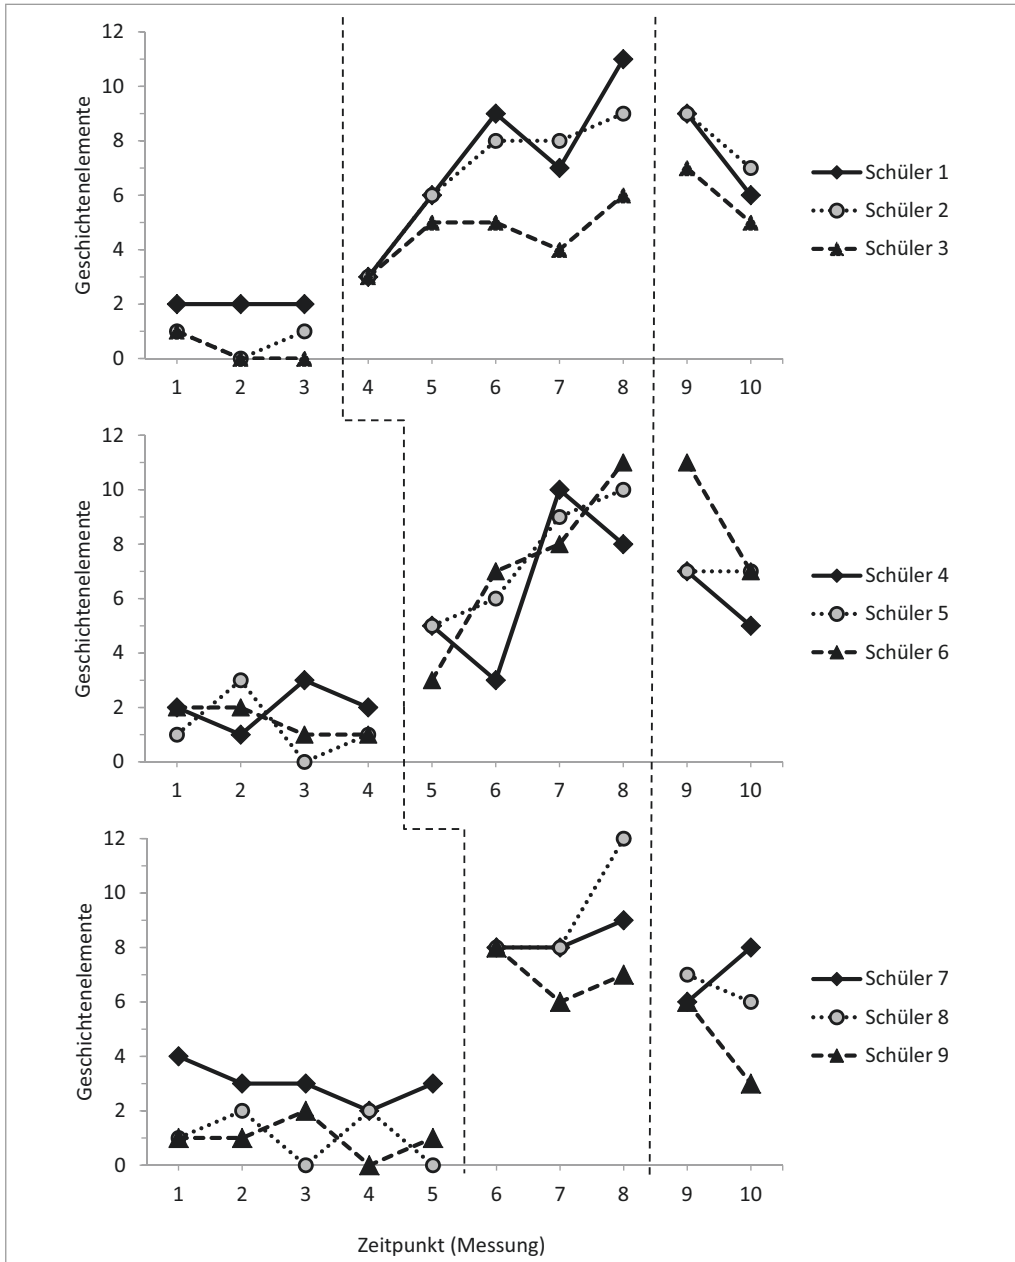 12
10
8
6
4
2
0
Geschichtenelemente
1 2 3 4 5 6 7 8 9 10
Schüler 1
Schüler 2
Schüler 3
12
10
8
6
4
2
0
Geschichtenelemente
1 2 3 4 5 6 7 8 9 10
Schüler 4
Schüler 5
Schüler 6
12
10
8
6
4
2
0
Geschichtenelemente
1 2 3 4 5 6 7 8 9 10
Schüler 7
Schüler 8
Schüler 9
Zeitpunkt (Messung)